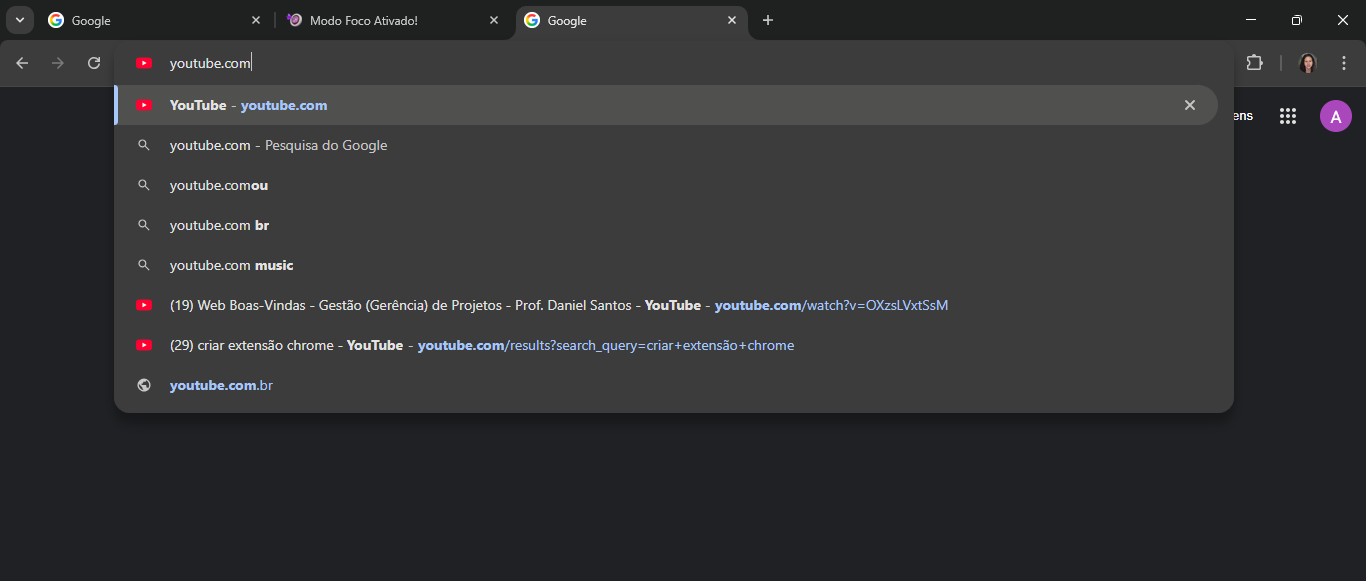 Google
Modo Foco Ativado!
Google
youtube.com
YouTube - youtube.com
youtube.com - Pesquisa do Google
youtube.comou
youtube.com br
youtube.com music
(19) Web Boas-Vindas - Gestão (Gerência) de Projetos - Prof. Daniel Santos - YouTube - youtube.com/watch?v=OXzsLVxtSsM
(29) criar extensão chrome - YouTube - youtube.com/results?search_query=criar+extensão+chrome
youtube.com.br
ens
A